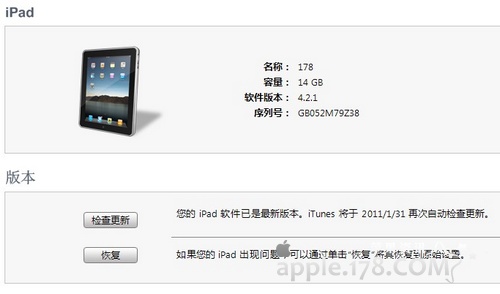 iPad
名称： 178
容量： 14 GB
软件版本： 4.2.1
序列号： GB052M79Z38
版本
检查更新
您的 iPad 软件已是最新版本。iTunes 将于 2011/1/31 再次自动检查更新。
恢复
如果您的 iPad 出现问题，可以通过单击“恢复”将其恢复到原始设置。
apple.178.COM